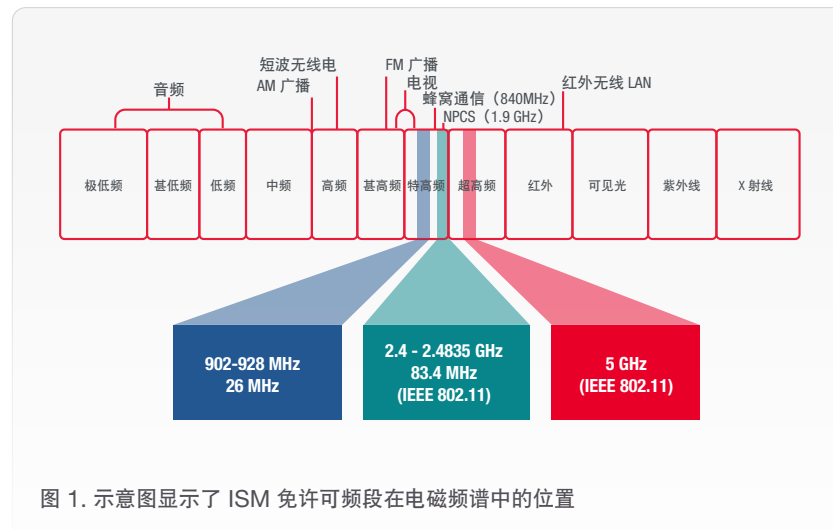 短波无线电
FM 广播
音频
AM 广播
电视
红外无线 LAN
蜂窝通信（840MHz）
NPCS（1.9 GHz）
极低频
甚低频
低频
中频
高频
甚高频
特高频
超高频
红外
可见光
紫外线
X 射线
902-928 MHz
26 MHz
2.4 - 2.4835 GHz
83.4 MHz
(IEEE 802.11)
5 GHz
(IEEE 802.11)
图 1. 示意图显示了 ISM 免许可频段在电磁频谱中的位置